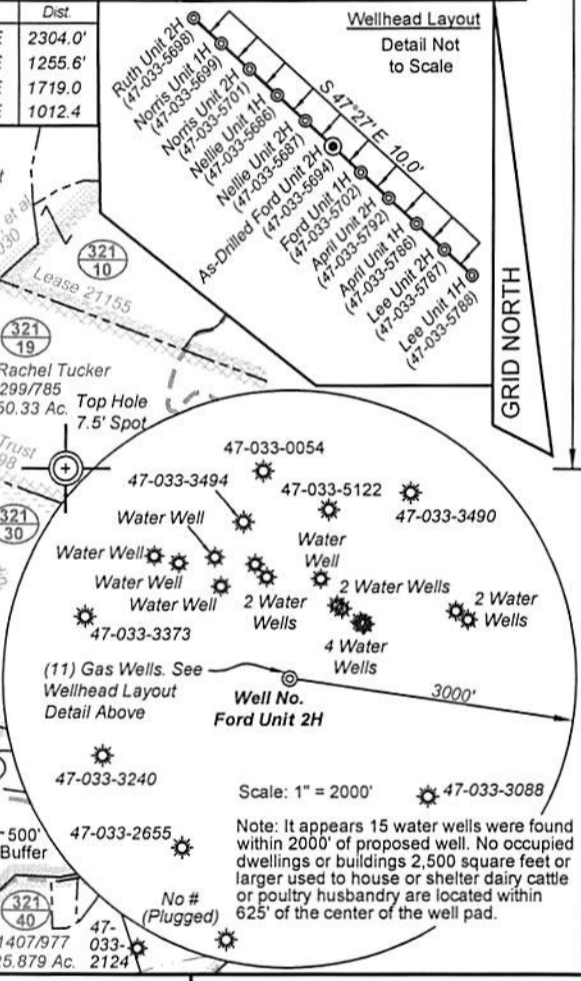 Dist.
2304.0'
1255.6'
1719.0
1012.4
Wellhead Layout
Detail Not
to Scale
S 47°27' E 10.0'
Ruth Unit 2H
(47-033-5698)
Norris Unit 1H
(47-033-5699)
Norris Unit 2H
(47-033-5701)
Nellie Unit 1H
(47-033-5686)
Nellie Unit 2H
(47-033-5687)
As-Drilled Ford Unit 2H
(47-033-5694)
Ford Unit 1H
(47-033-5702)
April Unit 2H
(47-033-5792)
April Unit 1H
(47-033-5786)
Lee Unit 2H
(47-033-5787)
Lee Unit 1H
(47-033-5788)
GRID NORTH
et al
321
10
Lease 21155
321
19
Rachel Tucker
299/785
50.33 Ac.
Top Hole
7.5' Spot
Trust
321
30
47-033-0054
47-033-3494
47-033-5122
47-033-3490
Water Well
Water
Well
Water Well
Water Well
Water Well
2 Water
Wells
2 Water Wells
2 Water
Wells
4 Water
Wells
47-033-3373
(11) Gas Wells. See
Wellhead Layout
Detail Above
Well No.
Ford Unit 2H
3000'
47-033-3240
Scale: 1" = 2000'
47-033-3088
500'
Buffer
47-033-2655
Note: It appears 15 water wells were found
within 2000' of proposed well. No occupied
dwellings or buildings 2,500 square feet or
larger used to house or shelter dairy cattle
or poultry husbandry are located within
625' of the center of the well pad.
No #
(Plugged)
321
40
1407/977
25.879 Ac.
47-
033-
2124